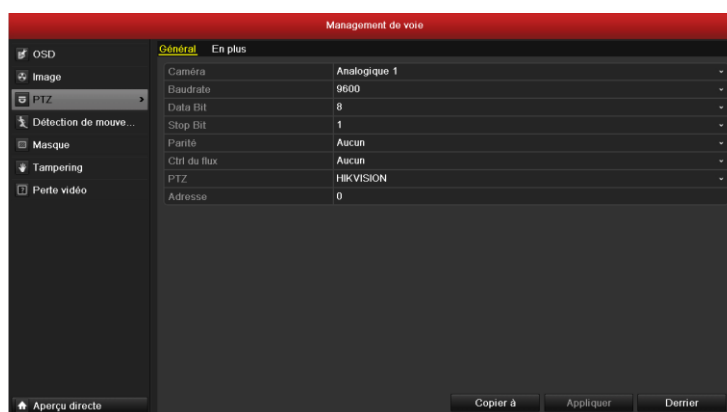 Management de voie
OSD
Image
PTZ
Détection de mouve...
Masque
Tampering
Perte vidéo
Aperçu directe
Général En plus
Caméra Analogique 1
Baudrate 9600
Data Bit 8
Stop Bit 1
Parité Aucun
Ctrl du flux Aucun
PTZ HIKVISION
Adresse 0
Copier à Appliquer Derrier